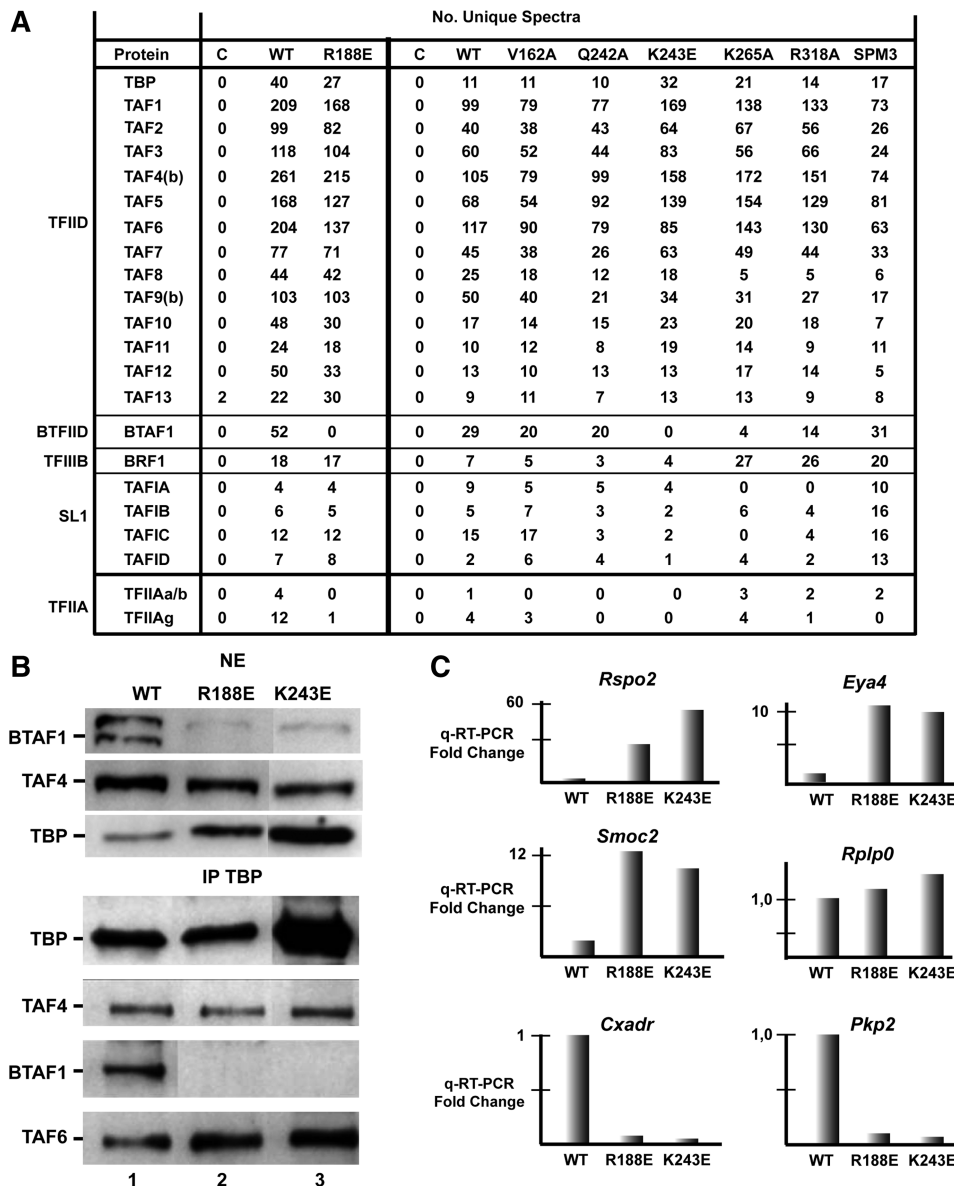 A
No. Unique Spectra
Protein C WT R188E C WT V162A Q242A K243E K265A R318A SPM3
TBP 0 40 27 0 11 11 10 32 21 14 17
TAF1 0 209 168 0 99 79 77 169 138 133 73
TAF2 0 99 82 0 40 38 43 64 67 56 26
TAF3 0 118 104 0 60 52 44 83 56 66 24
TAF4(b) 0 261 215 0 105 79 99 158 172 151 74
TAF5 0 168 127 0 68 54 92 139 154 129 81
TFIID
TAF6 0 204 137 0 117 90 79 85 143 130 63
TAF7 0 77 71 0 45 38 26 63 49 44 33
TAF8 0 44 42 0 25 18 12 18 5 5 6
TAF9(b) 0 103 103 0 50 40 21 34 31 27 17
TAF10 0 48 30 0 17 14 15 23 20 18 7
TAF11 0 24 18 0 10 12 8 19 14 9 11
TAF12 0 50 33 0 13 10 13 13 17 14 5
TAF13 2 22 30 0 9 11 7 13 13 9 8
BTFIID BTAF1 0 52 0 0 29 20 20 0 4 14 31
TFIIIB BRF1 0 18 17 0 7 5 3 4 27 26 20
TAFIA 0 4 4 0 9 5 5 4 0 0 10
SL1
TAFIB 0 6 5 0 5 7 3 2 6 4 16
TAFIC 0 12 12 0 15 17 3 2 0 4 16
TAFID 0 7 8 0 2 6 4 1 4 2 13
TFIIA
TFIIAa/b 0 4 0 0 1 0 0 0 3 2 2
TFIIAg 0 12 1 0 4 3 0 0 4 1 0
B
NE
WT R188E K243E
BTAF1
TAF4
TBP
IP TBP
TBP
TAF4
BTAF1
TAF6
1 2 3
C
Rspo2
60
q-RT-PCR
Fold Change
WT R188E K243E
Eya4
10
WT R188E K243E
Smoc2
12
q-RT-PCR
Fold Change
WT R188E K243E
Rplp0
1,0
WT R188E K243E
Cxadr
1
q-RT-PCR
Fold Change
WT R188E K243E
Pkp2
1,0
WT R188E K243E